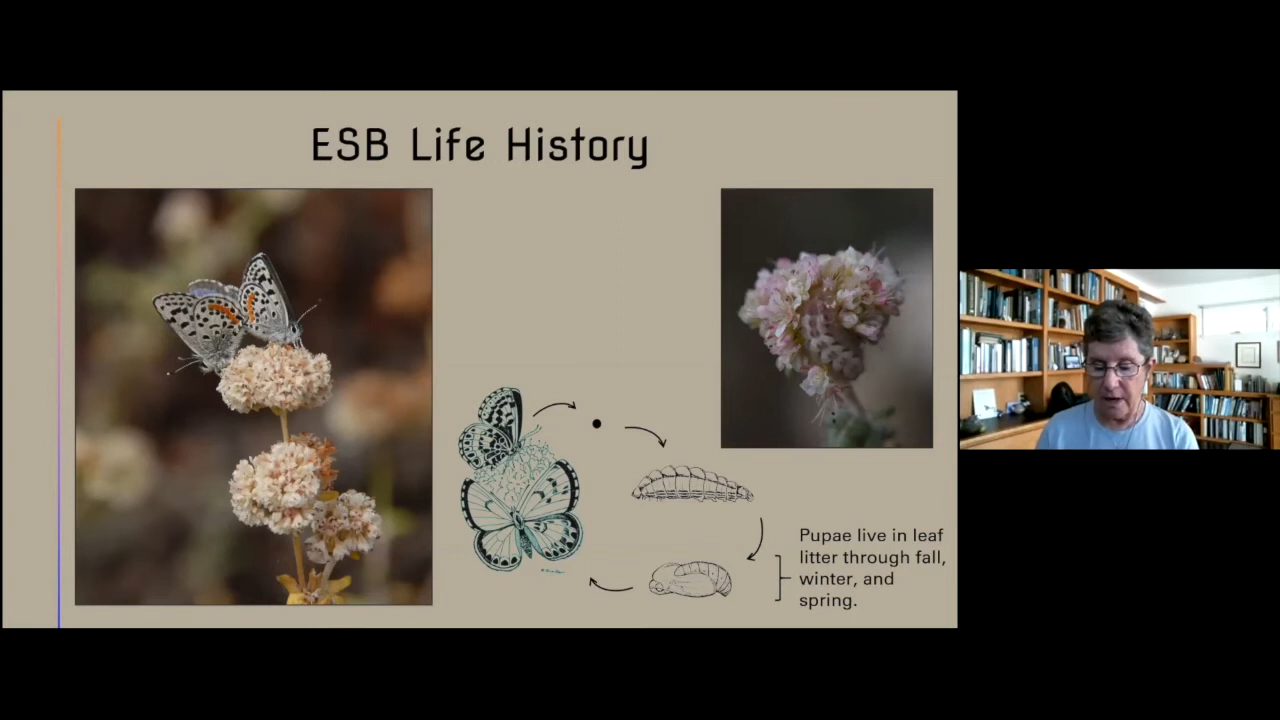 ESB Life History
Pupae live in leaf
litter through fall,
winter, and
spring.